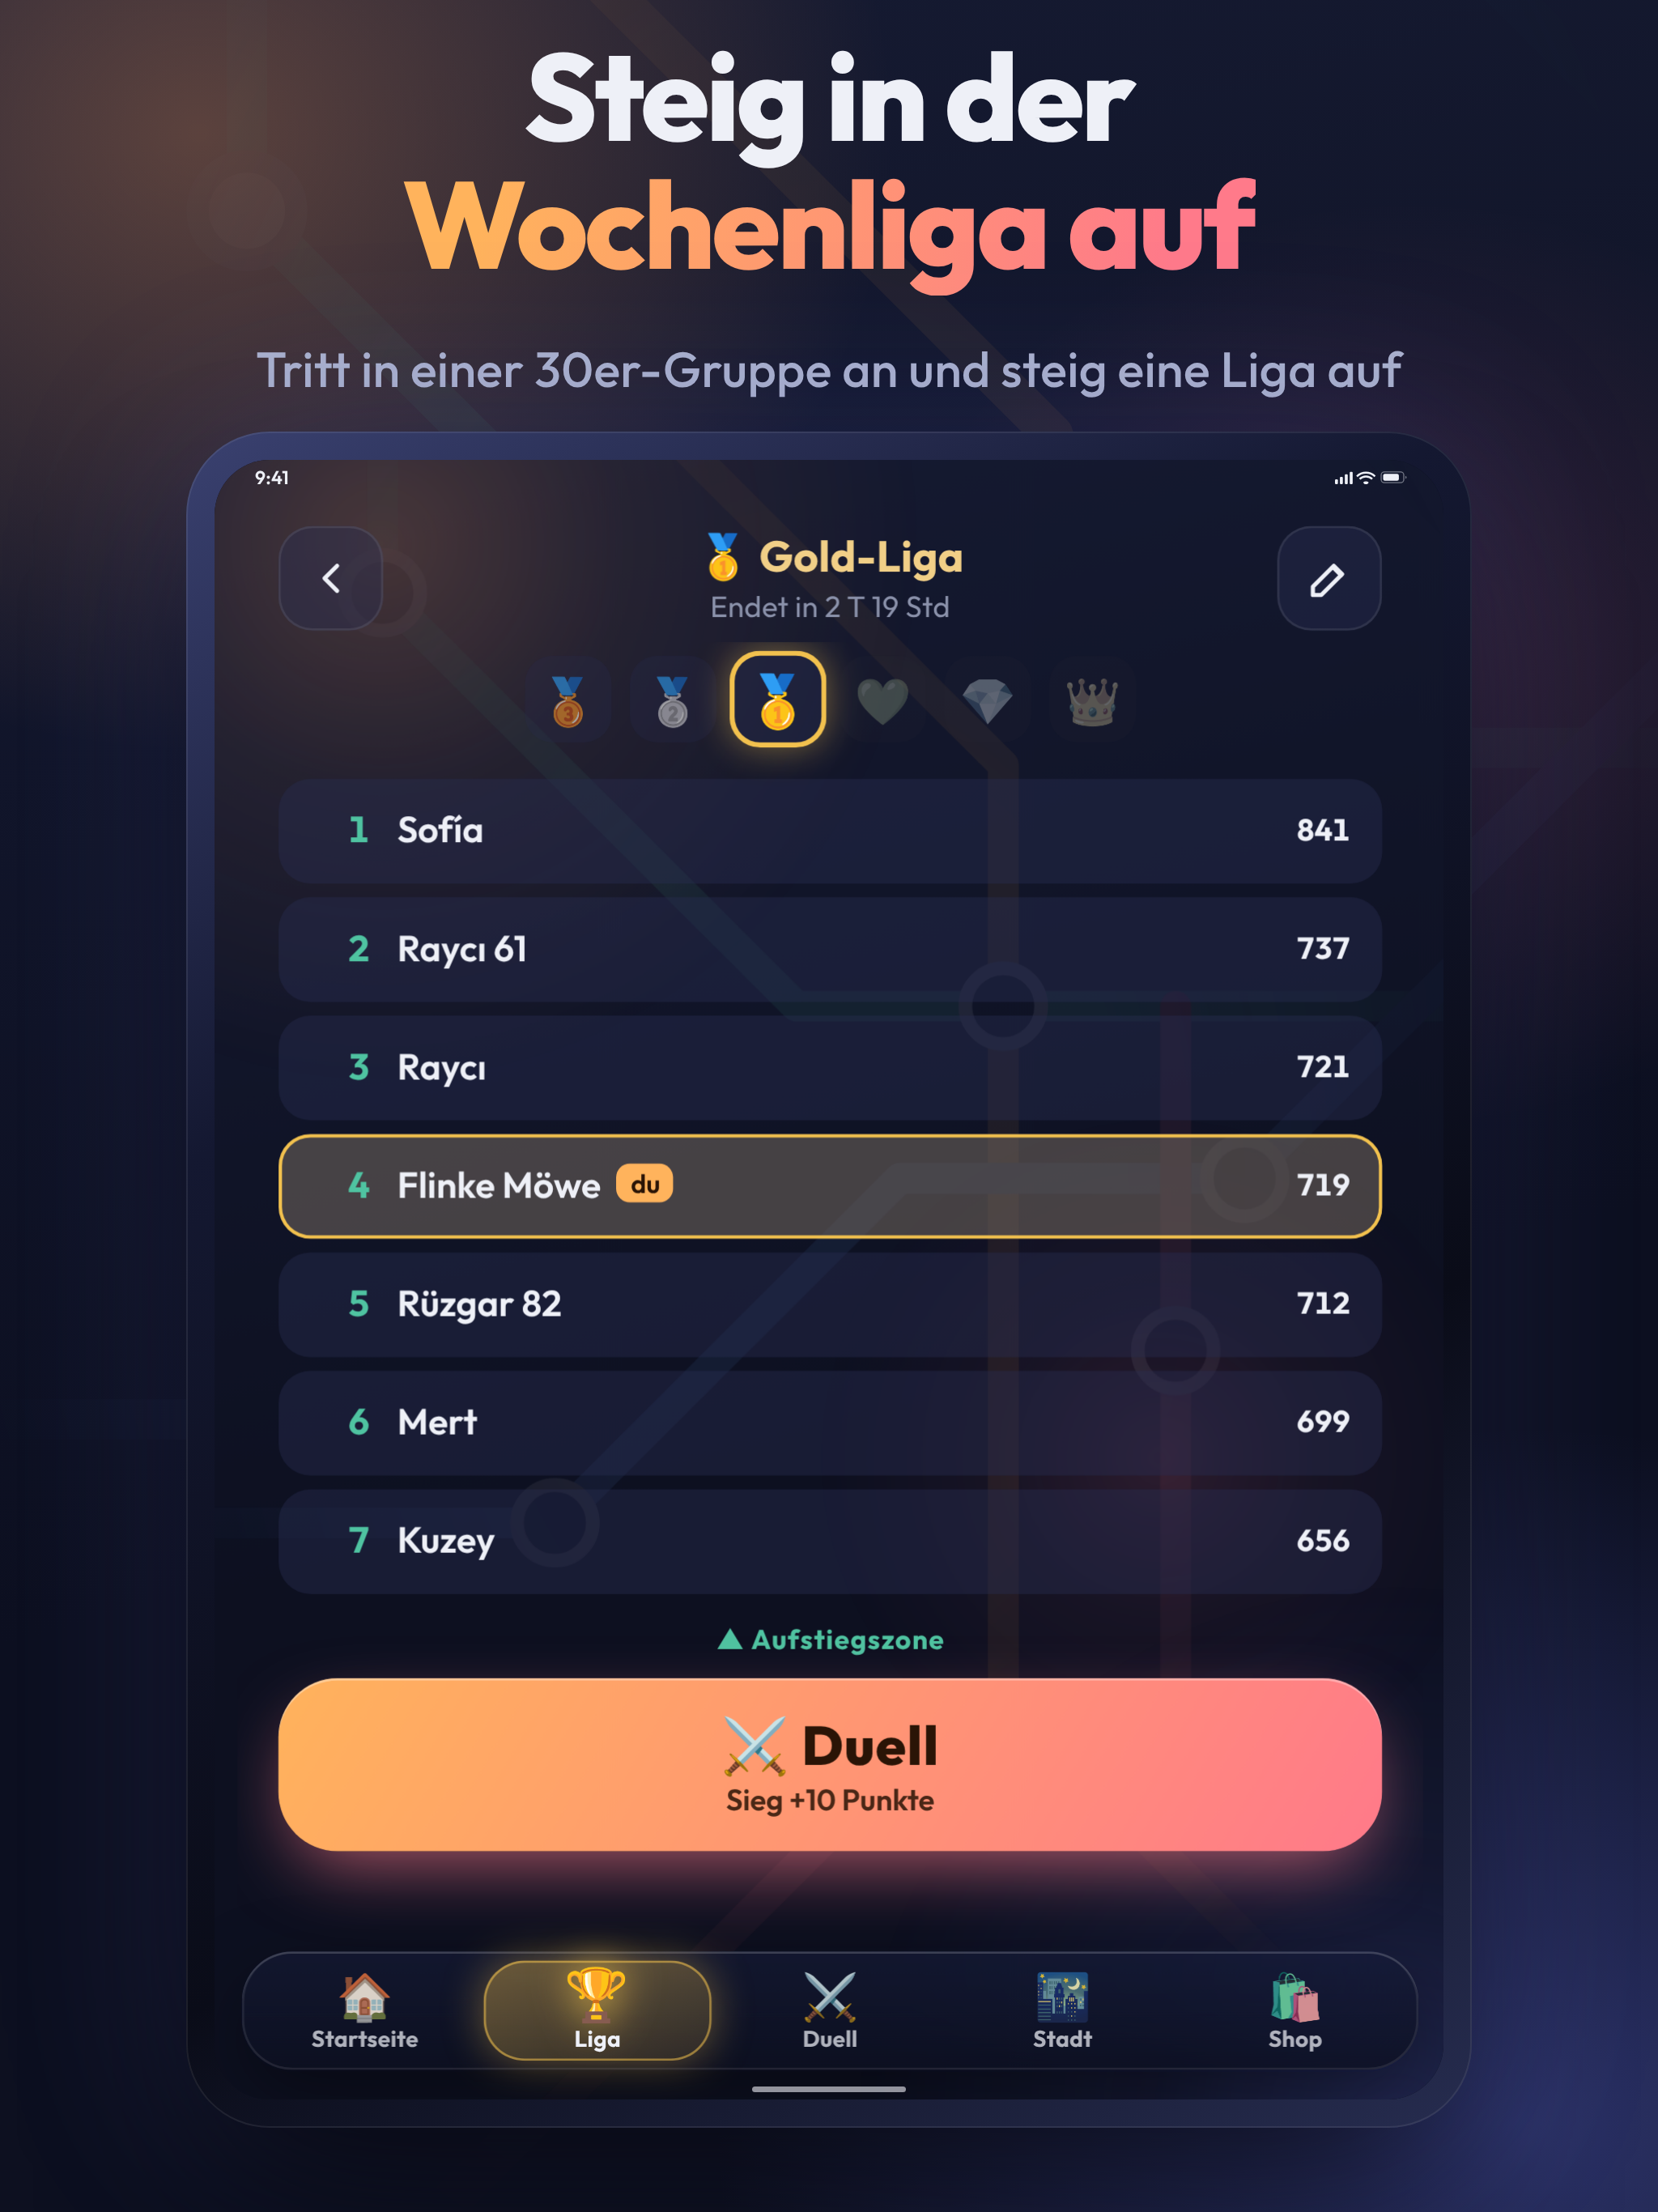 Steig in der
Wochenliga auf
Tritt in einer 30er-Gruppe an und steig eine Liga auf
9:41
Gold-Liga
Endet in 2 T 19 Std
1 Sofía 841
2 Raycı 61 737
3 Raycı 721
4 Flinke Möwe du 719
5 Rüzgar 82 712
6 Mert 699
7 Kuzey 656
▲ Aufstiegszone
Duell
Sieg +10 Punkte
Startseite Liga Duell Stadt Shop